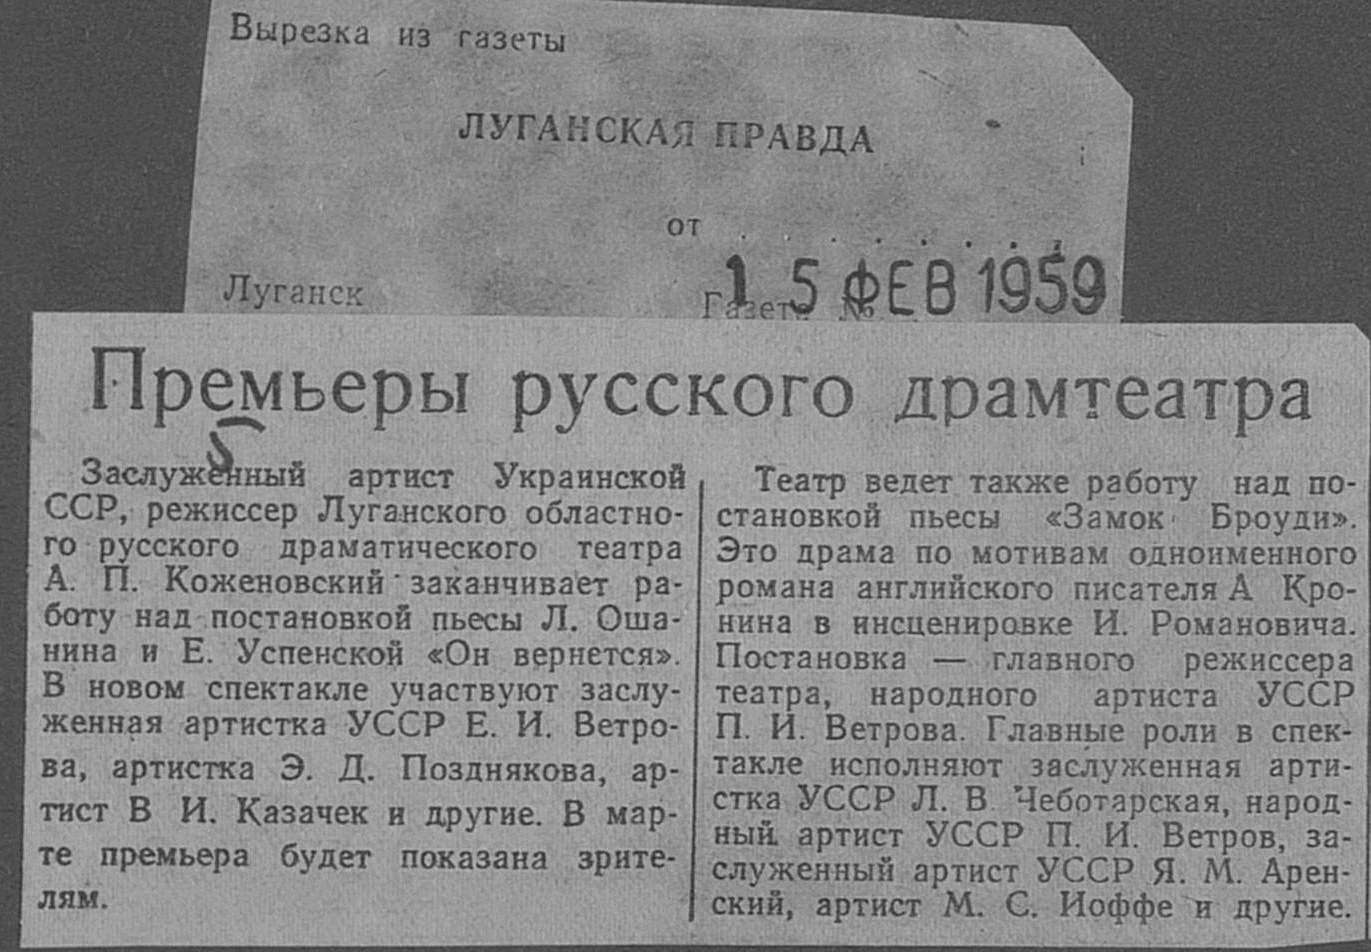 Вырезка из газеты
ЛУГАНСКАЯ ПРАВДА
от . . . . . . . .
15 ФЕВ 1959
Луганск
Газета №
Премьеры русского драмтеатра
Заслуженный артист Украинской
ССР, режиссер Луганского областно-
го русского драматического театра
А. П. Коженовский заканчивает ра-
боту над постановкой пьесы Л. Оша-
нина и Е. Успенской «Он вернется».
В новом спектакле участвуют заслу-
женная артистка УССР Е. И. Ветро-
ва, артистка Э. Д. Позднякова, ар-
тист В И. Казачек и другие. В мар-
те премьера будет показана зрите-
лям.
Театр ведет также работу над по-
становкой пьесы «Замок Броуди».
Это драма по мотивам одноименного
романа английского писателя А Кро-
нина в инсценировке И. Романовича.
Постановка — главного режиссера
театра, народного артиста УССР
П. И. Ветрова. Главные роли в спек-
такле исполняют заслуженная арти-
стка УССР Л. В. Чеботарская, народ-
ный артист УССР П. И. Ветров, за-
служенный артист УССР Я. М. Арен-
ский, артист М. С. Иоффе и другие.